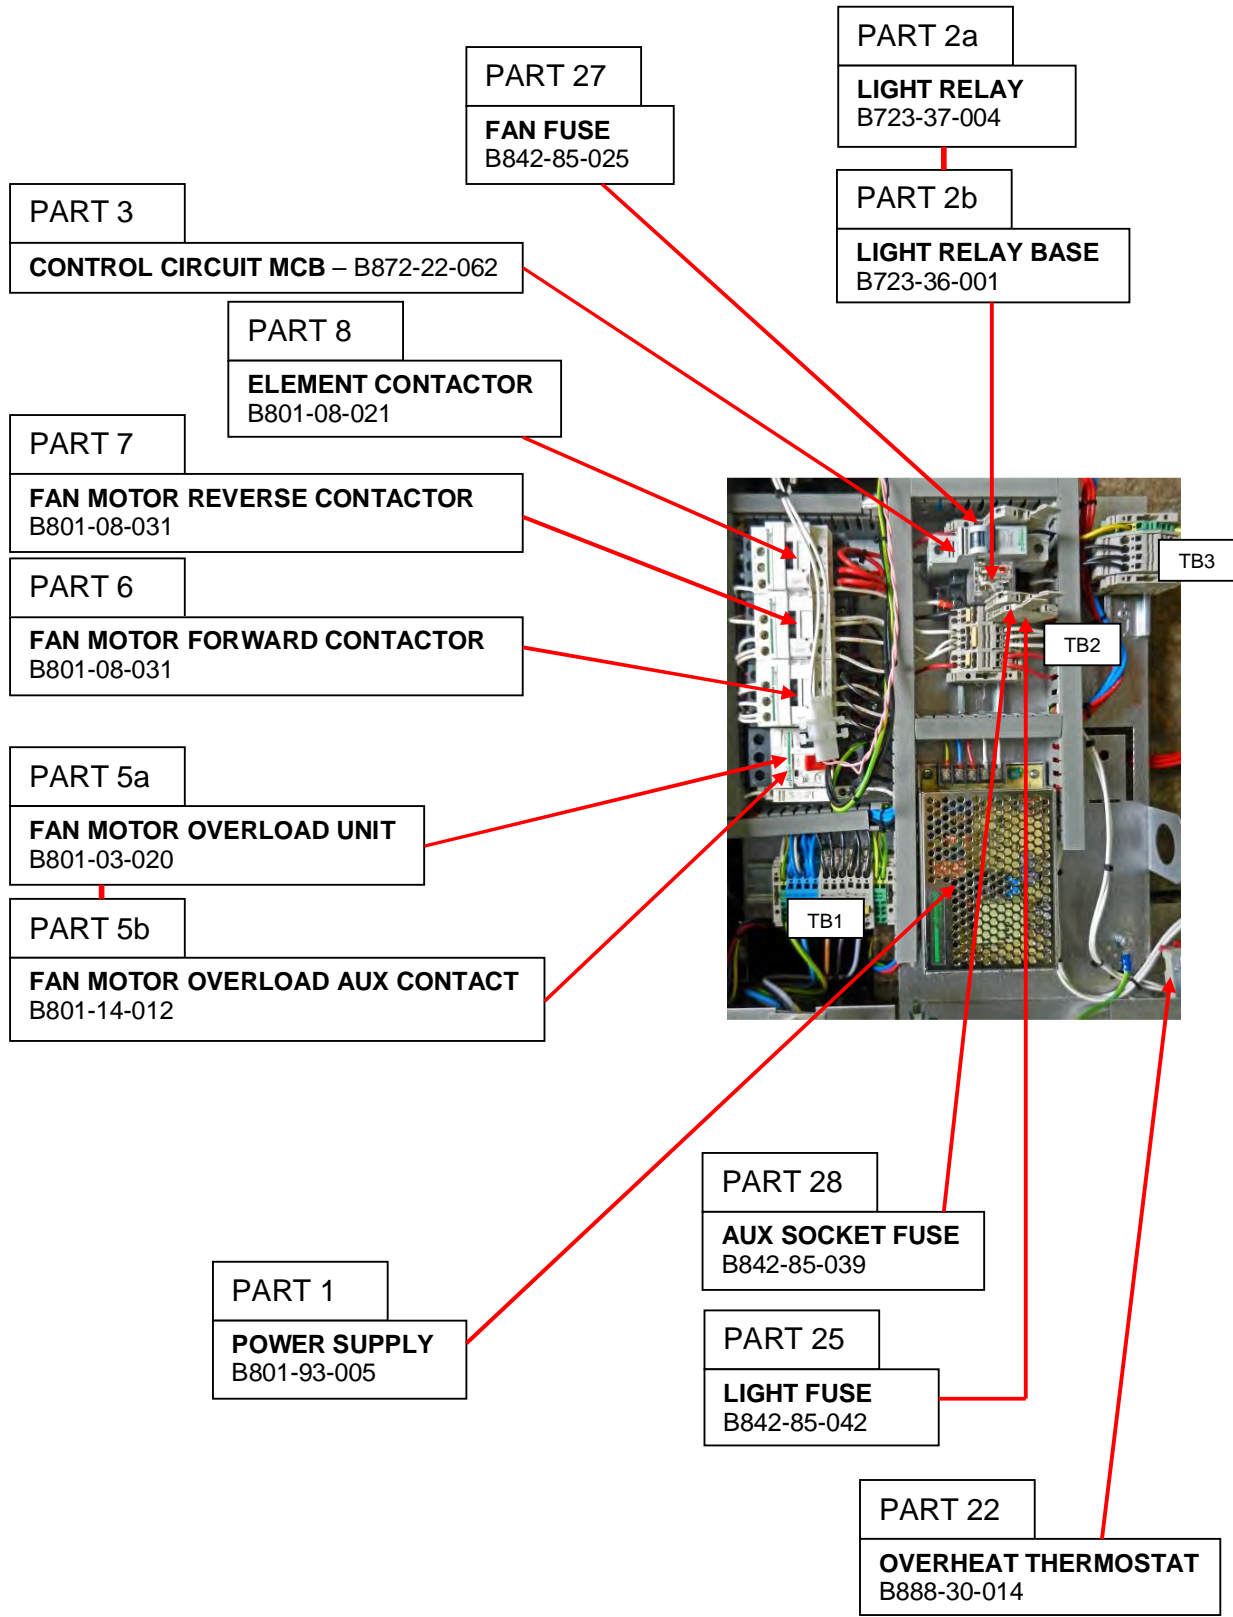 PART 2a
LIGHT RELAY
B723-37-004
PART 27
FAN FUSE
B842-85-025
PART 2b
LIGHT RELAY BASE
B723-36-001
PART 3
CONTROL CIRCUIT MCB – B872-22-062
PART 8
ELEMENT CONTACTOR
B801-08-021
PART 7
FAN MOTOR REVERSE CONTACTOR
B801-08-031
PART 6
FAN MOTOR FORWARD CONTACTOR
B801-08-031
TB3
TB2
PART 5a
FAN MOTOR OVERLOAD UNIT
B801-03-020
PART 5b
FAN MOTOR OVERLOAD AUX CONTACT
B801-14-012
TB1
PART 28
AUX SOCKET FUSE
B842-85-039
PART 1
POWER SUPPLY
B801-93-005
PART 25
LIGHT FUSE
B842-85-042
PART 22
OVERHEAT THERMOSTAT
B888-30-014